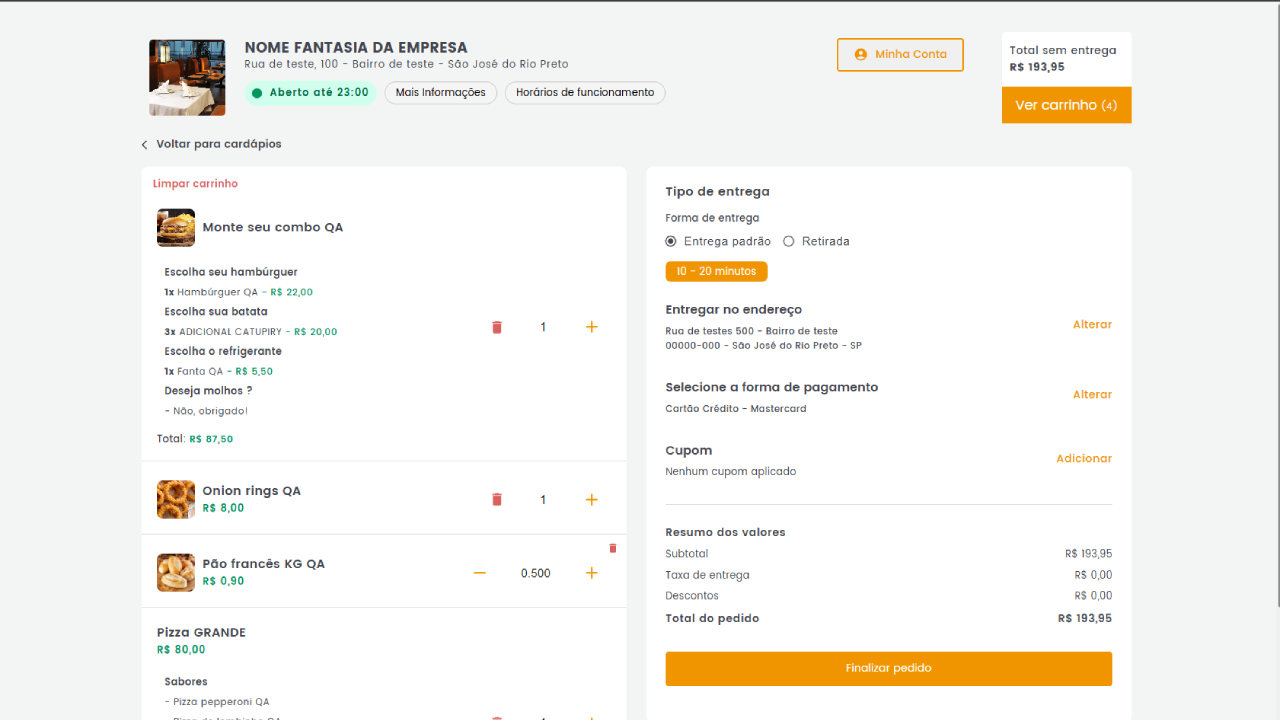 NOME FANTASIA DA EMPRESA
Rua de teste, 100 - Bairro de teste - São José do Rio Preto
Aberto até 23:00
Mais Informações
Horários de funcionamento
Minha Conta
Total sem entrega
R$ 193,95
Ver carrinho (4)
Voltar para cardápios
Limpar carrinho
Monte seu combo QA
Escolha seu hambúrguer
1x Hambúrguer QA - R$ 22,00
Escolha sua batata
3x ADICIONAL CATUPIRY - R$ 20,00
1
Escolha o refrigerante
1x Fanta QA - R$ 5,50
Deseja molhos ?
- Não, obrigado!
Total: R$ 87,50
Onion rings QA
R$ 8,00
1
Pão francês KG QA
R$ 0,90
0.500
Pizza GRANDE
R$ 80,00
Sabores
- Pizza pepperoni QA
Tipo de entrega
Forma de entrega
Entrega padrão
Retirada
10 - 20 minutos
Entregar no endereço
Rua de testes 500 - Bairro de teste
00000-000 - São José do Rio Preto - SP
Alterar
Selecione a forma de pagamento
Cartão Crédito - Mastercard
Alterar
Cupom
Nenhum cupom aplicado
Adicionar
Resumo dos valores
Subtotal R$ 193,95
Taxa de entrega R$ 0,00
Descontos R$ 0,00
Total do pedido R$ 193,95
Finalizar pedido